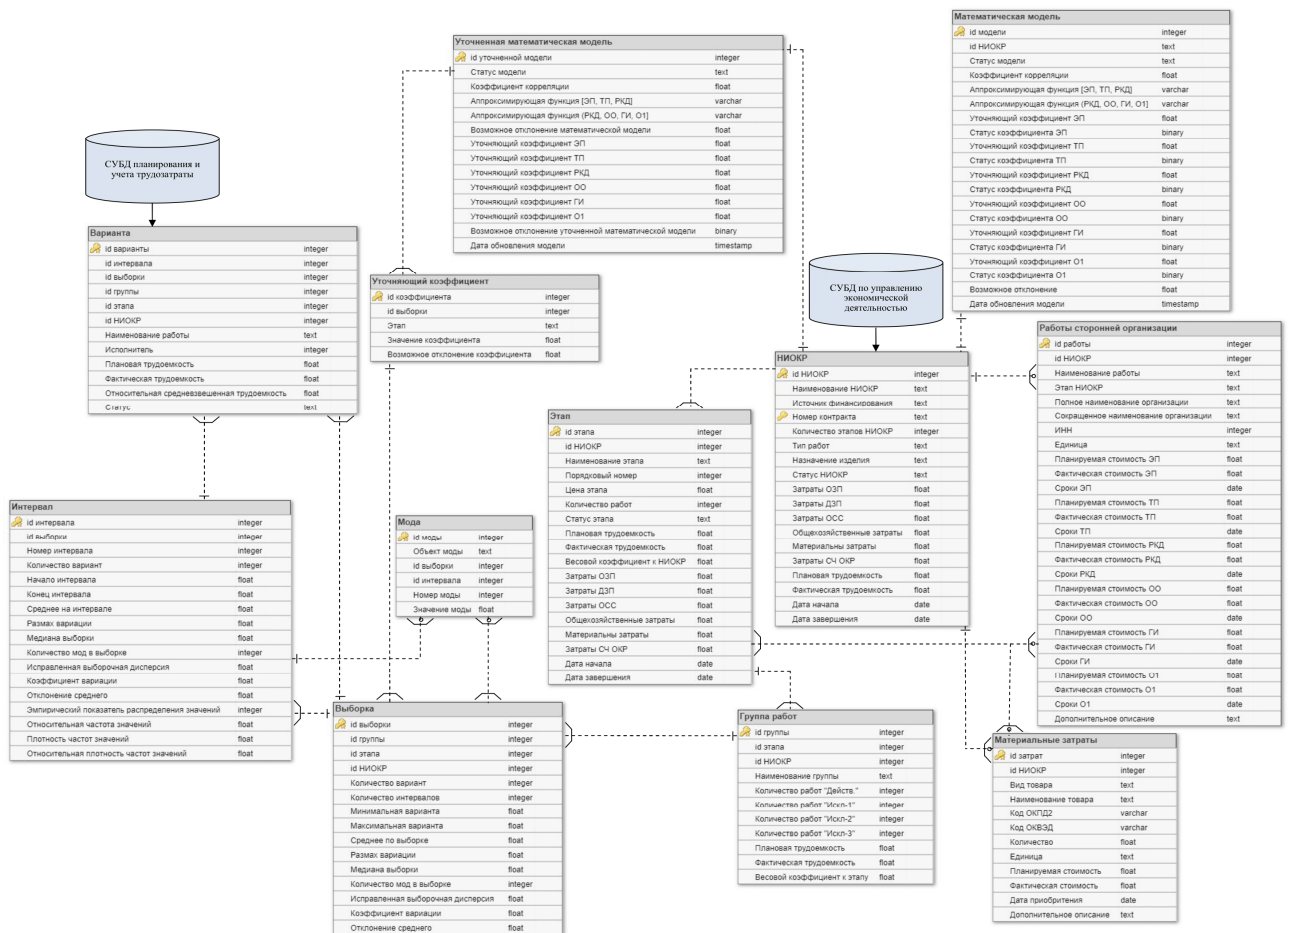 СУБД планирования и
учета трудозатраты
Варианта
id варианты integer
id интервала integer
id выборки integer
id группы integer
id этапа integer
id НИОКР integer
Наименование работы text
Исполнитель integer
Плановая трудоемкость float
Фактическая трудоемкость float
Относительная средневзвешенная трудоемкость float
Статус text
Уточненная математическая модель
id уточненной модели integer
Статус модели text
Коэффициент корреляции float
Аппроксимирующая функция [ЭП, ТП, РКД] varchar
Аппроксимирующая функция (РКД, ОО, ГИ, О1] varchar
Возможное отклонение математической модели float
Уточняющий коэффициент ЭП float
Уточняющий коэффициент ТП float
Уточняющий коэффициент РКД float
Уточняющий коэффициент ОО float
Уточняющий коэффициент ГИ float
Уточняющий коэффициент О1 float
Возможное отклонение уточненной математической модели binary
Дата обновления модели timestamp
Математическая модель
id модели integer
id НИОКР text
Статус модели text
Коэффициент корреляции float
Аппроксимирующая функция [ЭП, ТП, РКД] varchar
Аппроксимирующая функция (РКД, ОО, ГИ, О1] varchar
Уточняющий коэффициент ЭП float
Статус коэффициента ЭП binary
Уточняющий коэффициент ТП float
Статус коэффициента ТП binary
Уточняющий коэффициент РКД float
Статус коэффициента РКД binary
Уточняющий коэффициент ОО float
Статус коэффициента ОО binary
Уточняющий коэффициент ГИ float
Статус коэффициента ГИ binary
Уточняющий коэффициент О1 float
Статус коэффициента О1 binary
Возможное отклонение float
Дата обновления модели timestamp
Уточняющий коэффициент
id коэффициента integer
id выборки integer
Этап text
Значение коэффициента float
Возможное отклонение коэффициента float
СУБД по управлению
экономической
деятельностью
НИОКР
id НИОКР integer
Наименование НИОКР text
Источник финансирования text
Номер контракта text
Количество этапов НИОКР integer
Тип работ text
Назначение изделия text
Статус НИОКР text
Затраты ОЗП float
Затраты ДЗП float
Затраты ОСС float
Общехозяйственные затраты float
Материальны затраты float
Затраты СЧ ОКР float
Плановая трудоемкость float
Фактическая трудоемкость float
Дата начала date
Дата завершения date
Работы сторонней организации
id работы integer
id НИОКР integer
Наименование работы text
Этап НИОКР text
Полное наименование организации text
Сокращенное наименование организации text
ИНН integer
Единица text
Планируемая стоимость ЭП float
Фактическая стоимость ЭП float
Сроки ЭП date
Планируемая стоимость ТП float
Фактическая стоимость ТП float
Сроки ТП date
Планируемая стоимость РКД float
Фактическая стоимость РКД float
Сроки РКД date
Планируемая стоимость ОО float
Фактическая стоимость ОО float
Сроки ОО date
Планируемая стоимость ГИ float
Фактическая стоимость ГИ float
Сроки ГИ date
Планируемая стоимость О1 float
Фактическая стоимость О1 float
Сроки О1 date
Дополнительное описание text
Этап
id этапа integer
id НИОКР integer
Наименование этапа text
Порядковый номер integer
Цена этапа float
Количество работ integer
Статус этапа text
Плановая трудоемкость float
Фактическая трудоемкость float
Весовой коэффициент к НИОКР float
Затраты ОЗП float
Затраты ДЗП float
Затраты ОСС float
Общехозяйственные затраты float
Материальны затраты float
Затраты СЧ ОКР float
Дата начала date
Дата завершения date
Интервал
id интервала integer
id выборки integer
Номер интервала integer
Количество вариант integer
Начало интервала float
Конец интервала float
Среднее на интервале float
Размах вариации float
Медиана выборки float
Количество мод в выборке integer
Исправленная выборочная дисперсия float
Коэффициент вариации float
Отклонение среднего float
Эмпирический показатель распределения значений integer
Относительная частота значений float
Плотность частот значений float
Относительная плотность частот значений float
Мода
id моды integer
Объект моды text
id выборки integer
id интервала integer
Номер моды integer
Значение моды float
Выборка
id выборки integer
id группы integer
id этапа integer
id НИОКР integer
Количество вариант integer
Количество интервалов integer
Минимальная варианта float
Максимальная варианта float
Среднее по выборке float
Размах вариации float
Медиана выборки float
Количество мод в выборке integer
Исправленная выборочная дисперсия float
Коэффициент вариации float
Отклонение среднего float
Группа работ
id группы integer
id этапа integer
id НИОКР integer
Наименование группы text
Количество работ "Действ." integer
Количество работ "Искл-1" integer
Количество работ "Искл-2" integer
Количество работ "Искл-3" integer
Плановая трудоемкость float
Фактическая трудоемкость float
Весовой коэффициент к этапу float
Материальные затраты
id затрат integer
id НИОКР integer
Вид товара text
Наименование товара text
Код ОКПД2 varchar
Код ОКВЭД varchar
Количество float
Единица text
Планируемая стоимость float
Фактическая стоимость float
Дата приобритения date
Дополнительное описание text